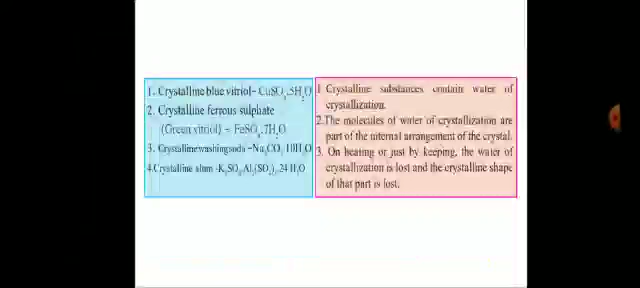 1. Crystalline blue vitriol- CuSO₄.5H₂O
2. Crystalline ferrous sulphate
(Green vitriol) - FeSO₄.7H₂O
3. Crystalline washing soda -Na₂CO₃.10H₂O
4.Crystalline alum -K₂SO₄.Al₂(SO₄)₃.24 H₂O
1 Crystalline substances contain water of
crystallization.
2.The molecules of water of crystallization are
part of the internal arrangement of the crystal.
3. On heating or just by keeping, the water of
crystallization is lost and the crystalline shape
of that part is lost.